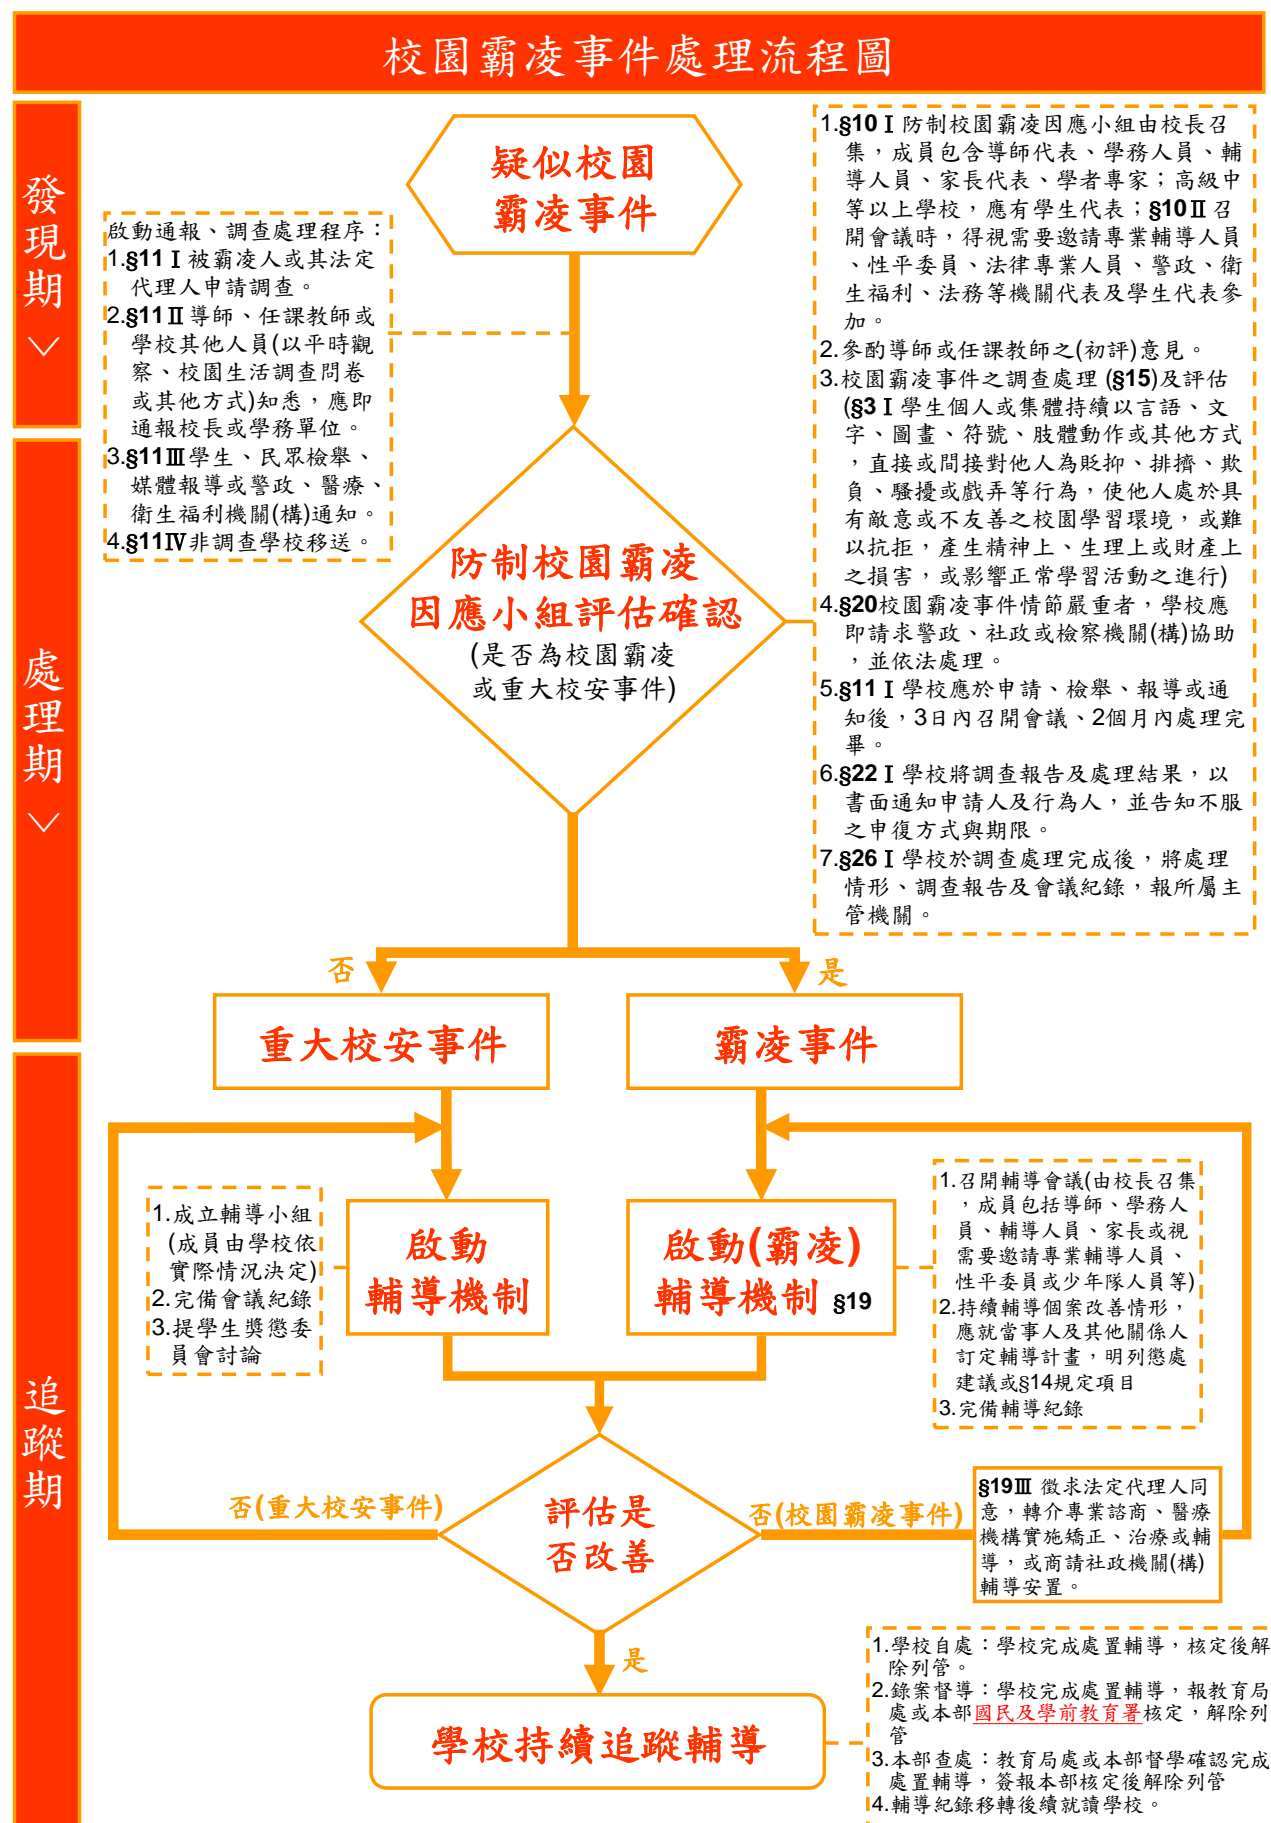 校園霸凌事件處理流程圖
發現期
處理期
追蹤期
疑似校園
霸凌事件
啟動通報、調查處理程序：
1.§11Ⅰ被霸凌人或其法定
代理人申請調查。
2.§11Ⅱ導師、任課教師或
學校其他人員(以平時觀
察、校園生活調查問卷
或其他方式)知悉，應即
通報校長或學務單位。
3.§11Ⅲ學生、民眾檢舉、
媒體報導或警政、醫療、
衛生福利機關(構)通知。
4.§11Ⅳ非調查學校移送。
1.§10Ⅰ防制校園霸凌因應小組由校長召
集，成員包含導師代表、學務人員、輔
導人員、家長代表、學者專家；高級中
等以上學校，應有學生代表；§10Ⅱ召
開會議時，得視需要邀請專業輔導人員
、性平委員、法律專業人員、警政、衛
生福利、法務等機關代表及學生代表參
加。
2.參酌導師或任課教師之(初評)意見。
3.校園霸凌事件之調查處理 (§15)及評估
(§3Ⅰ學生個人或集體持續以言語、文
字、圖畫、符號、肢體動作或其他方式
，直接或間接對他人為貶抑、排擠、欺
負、騷擾或戲弄等行為，使他人處於具
有敵意或不友善之校園學習環境，或難
以抗拒，產生精神上、生理上或財產上
之損害，或影響正常學習活動之進行)
4.§20校園霸凌事件情節嚴重者，學校應
即請求警政、社政或檢察機關(構)協助
，並依法處理。
5.§11Ⅰ學校應於申請、檢舉、報導或通
知後，3日內召開會議、2個月內處理完
畢。
6.§22Ⅰ學校將調查報告及處理結果，以
書面通知申請人及行為人，並告知不服
之申復方式與期限。
7.§26Ⅰ學校於調查處理完成後，將處理
情形、調查報告及會議紀錄，報所屬主
管機關。
防制校園霸凌
因應小組評估確認
(是否為校園霸凌
或重大校安事件)
否
是
重大校安事件
霸凌事件
1.成立輔導小組
(成員由學校依
實際情況決定)
2.完備會議紀錄
3.提學生獎懲委
員會討論
啟動
輔導機制
啟動(霸凌)
輔導機制 §19
1.召開輔導會議(由校長召集
，成員包括導師、學務人
員、輔導人員、家長或視
需要邀請專業輔導人員、
性平委員或少年隊人員等)
2.持續輔導個案改善情形，
應就當事人及其他關係人
訂定輔導計畫，明列懲處
建議或§14規定項目
3.完備輔導紀錄
否(重大校安事件)
評估是
否改善
否(校園霸凌事件)
§19Ⅲ 徵求法定代理人同
意，轉介專業諮商、醫療
機構實施矯正、治療或輔
導，或商請社政機關(構)
輔導安置。
是
學校持續追蹤輔導
1.學校自處：學校完成處置輔導，核定後解
除列管。
2.錄案督導：學校完成處置輔導，報教育局
處或本部國民及學前教育署核定，解除列
管
3.本部查處：教育局處或本部督學確認完成
處置輔導，簽報本部核定後解除列管
4.輔導紀錄移轉後續就讀學校。